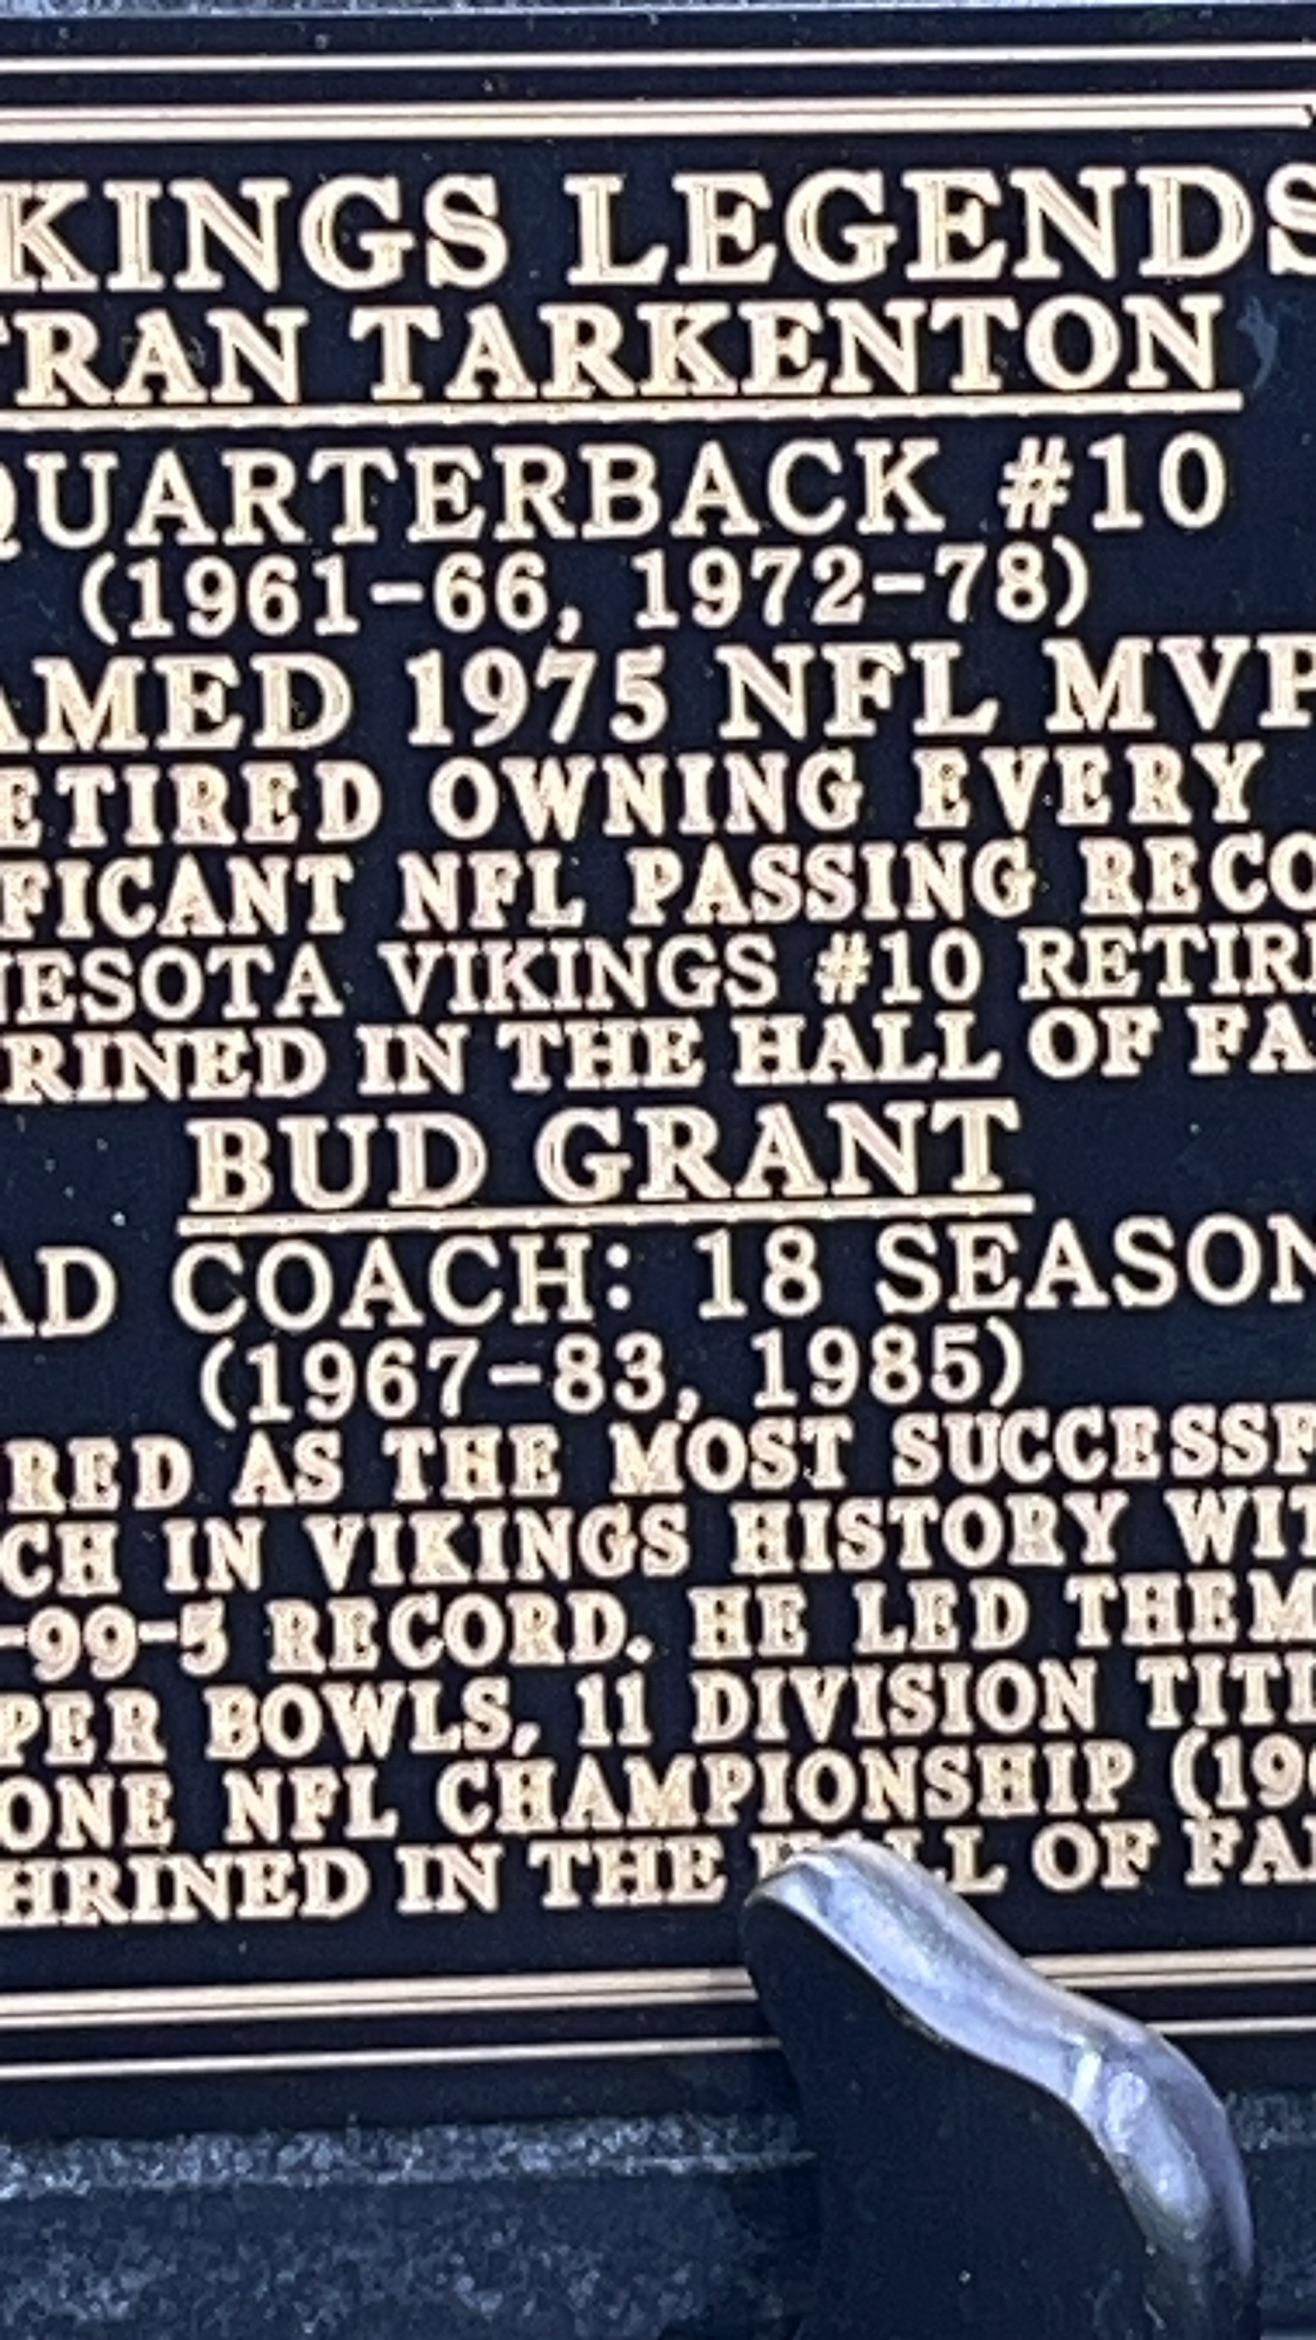 KINGS LEGENDS
RAN TARKENTON
QUARTERBACK #10
(1961-66, 1972-78)
AMED 1975 NFL MVP
ETIRED OWNING EVERY
FICANT NFL PASSING RECO
NESOTA VIKINGS #10 RETIR
RINED IN THE HALL OF FA
BUD GRANT
AD COACH: 18 SEASON
(1967-83, 1985)
RED AS THE MOST SUCCESSF
CH IN VIKINGS HISTORY WIT
-99-5 RECORD. HE LED THEM
PER BOWLS, 11 DIVISION TITL
ONE NFL CHAMPIONSHIP (19
HRINED IN THE HALL OF FA